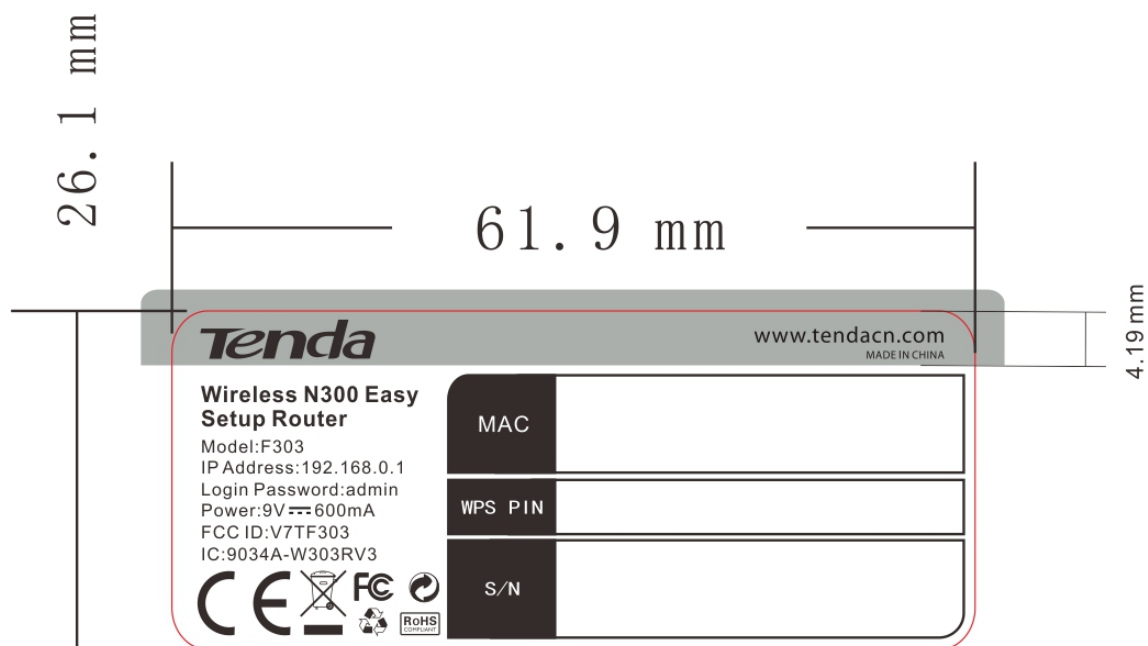 26.1 mm
61.9 mm
4.19 mm
Tenda
www.tendacn.com
MADE IN CHINA
Wireless N300 Easy
Setup Router
Model:F303
IP Address:192.168.0.1
Login Password:admin
Power:9V⎓600mA
FCC ID:V7TF303
IC:9034A-W303RV3
CE
FC
RoHS
COMPLIANT
MAC
WPS PIN
S/N